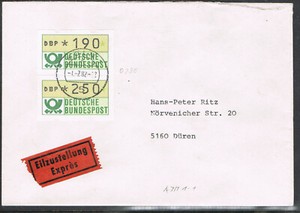 DBP * 190
DEUTSCHE
BUNDESPOST
DBP * 250
DEUTSCHE
BUNDESPOST
Hans-Peter Ritz
Körvenicher Str. 20
5160 Düren
Eilzustellung
Exprès